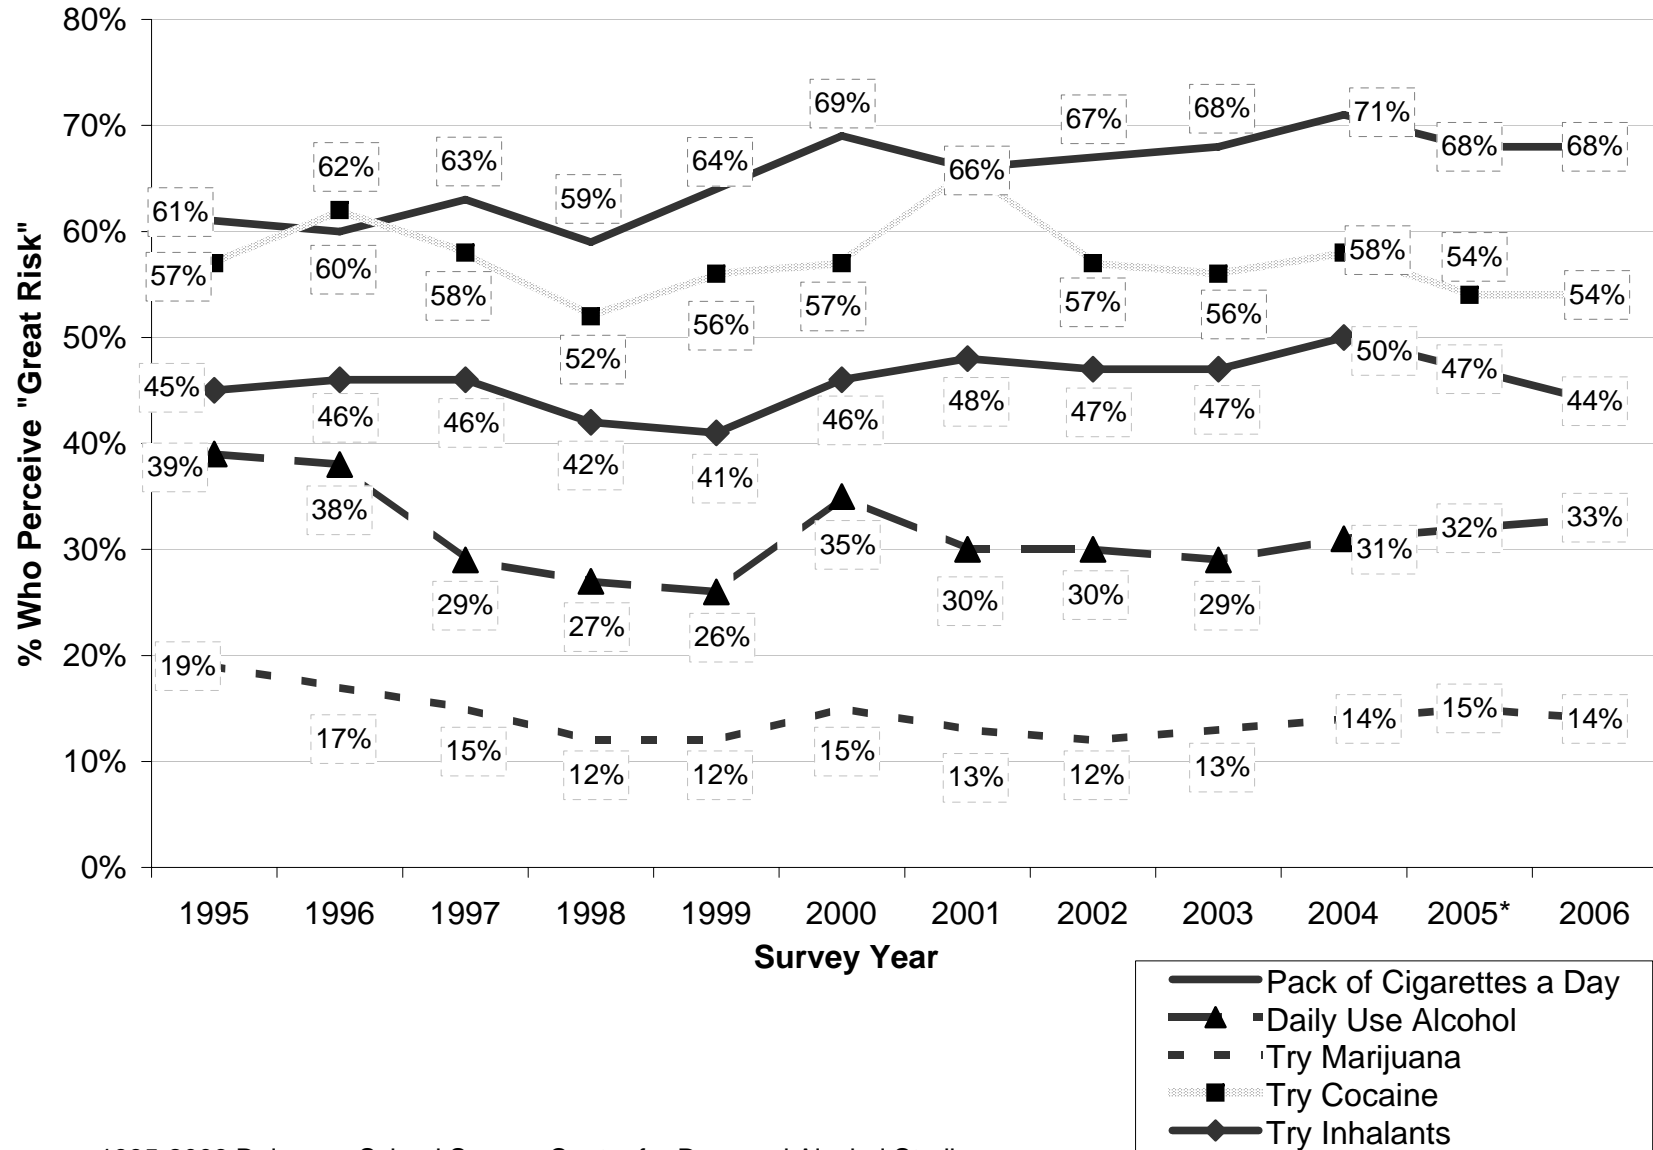 80%
70%
60%
50%
40%
30%
20%
10%
0%
% Who Perceive "Great Risk"
61% 60% 63% 59% 64% 69% 66% 67% 68% 71% 68% 68%
57% 62% 58% 52% 56% 57% 57% 56% 58% 54% 54%
45% 46% 46% 42% 41% 46% 48% 47% 47% 50% 47% 44%
39% 38% 29% 27% 26% 35% 30% 30% 29% 31% 32% 33%
19% 17% 15% 12% 12% 15% 13% 12% 13% 14% 15% 14%
1995 1996 1997 1998 1999 2000 2001 2002 2003 2004 2005* 2006
Survey Year
Pack of Cigarettes a Day
Daily Use Alcohol
Try Marijuana
Try Cocaine
Try Inhalants